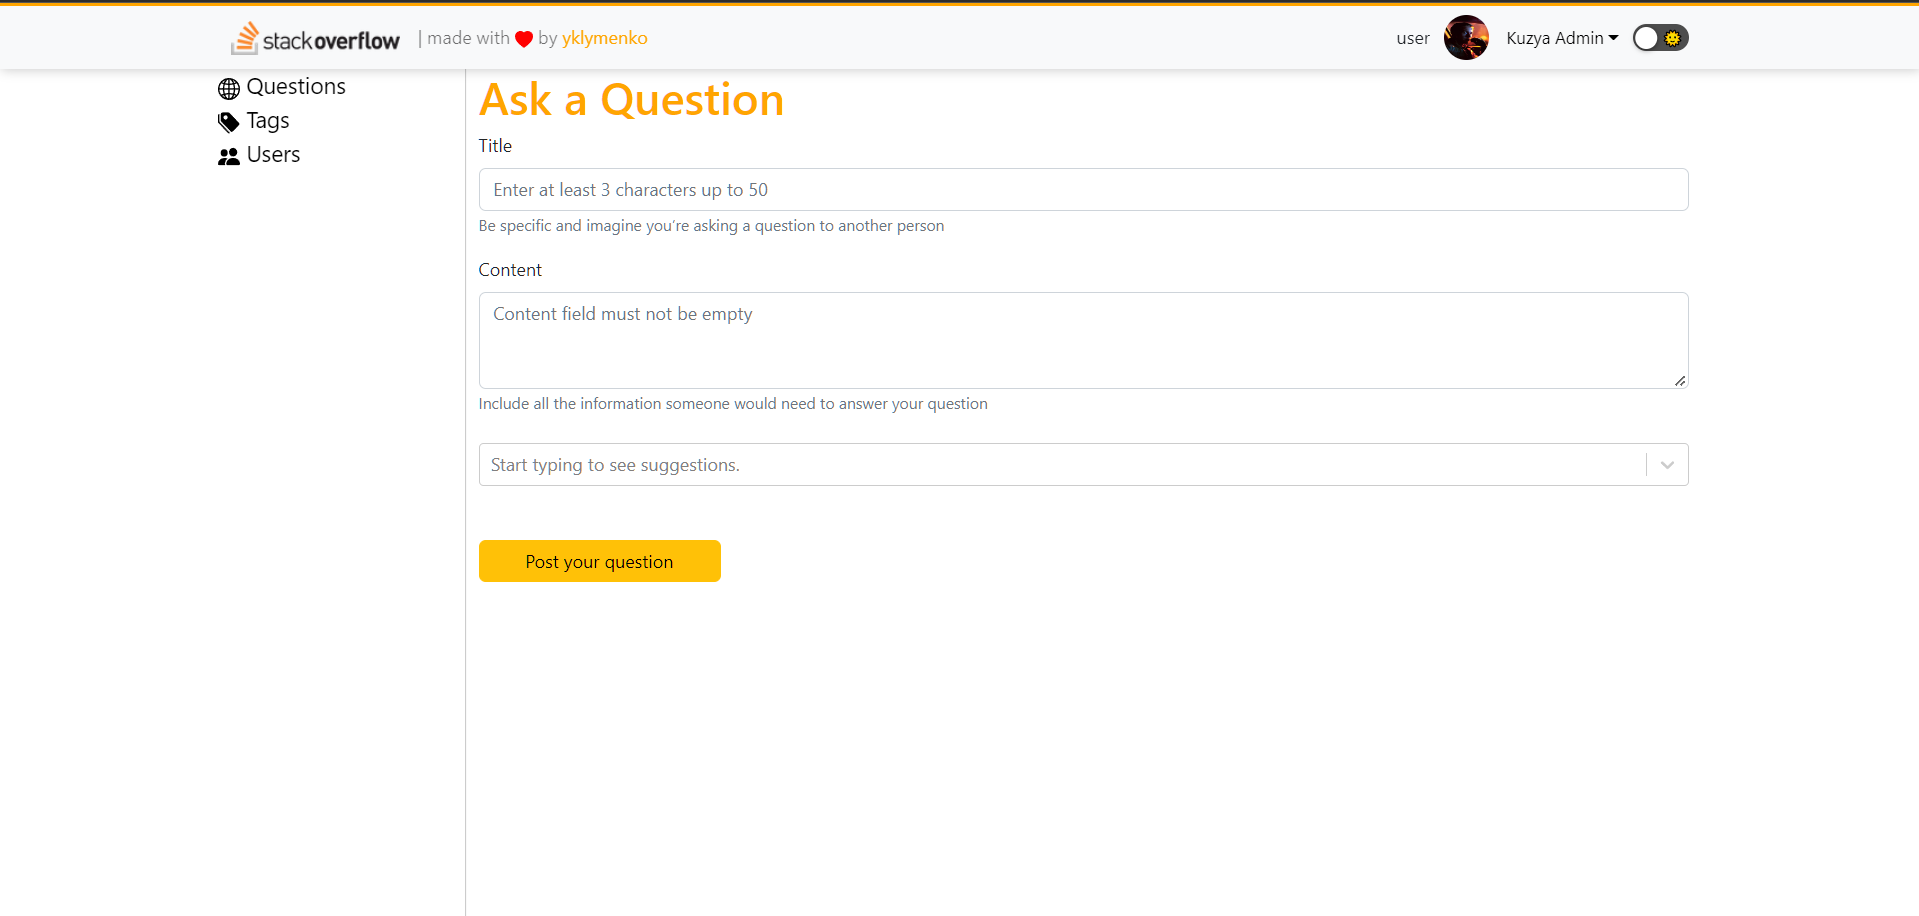 stackoverflow | made with by yklymenko
user Kuzya Admin
Questions
Tags
Users
Ask a Question
Title
Enter at least 3 characters up to 50
Be specific and imagine you’re asking a question to another person
Content
Content field must not be empty
Include all the information someone would need to answer your question
Start typing to see suggestions.
Post your question